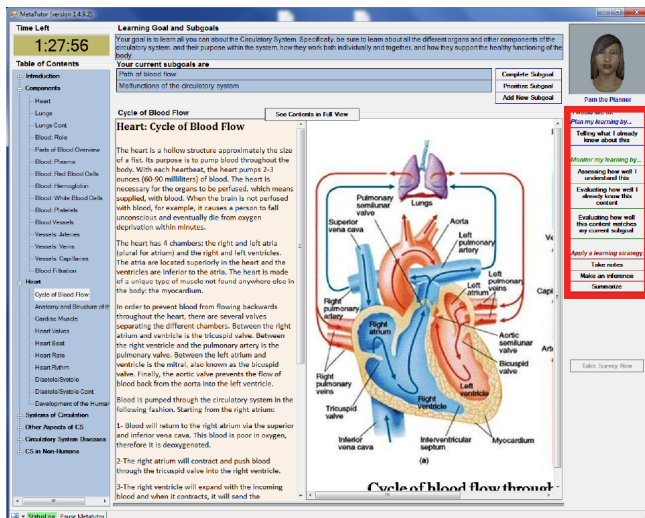 MetaTutor (version 1.4.9.2)
Time Left
1:27:56
Table of Contents
Introduction
Components
Heart
Lungs
Lungs Cont.
Blood: Role
Parts of Blood Overview
Blood: Plasma
Blood: Red Blood Cells
Blood: Hemoglobin
Blood: White Blood Cells
Blood: Platelets
Blood Vessels
Vessels: Arteries
Vessels: Veins
Vessels: Capillaries
Blood Filtration
Heart
Cycle of Blood Flow
Anatomy and Structure of th
Cardiac Muscle
Heart Valves
Heart Beat
Heart Rate
Heart Rythm
Diastole/Systole
Diastole/Systole Cont.
Development of the Human
Systems of Circulation
Other Aspects of CS
Circulatory System Diseases
CS in Non-Humans
Learning Goal and Subgoals
Your goal is to learn all you can about the Circulatory System. Specifically, be sure to learn about all the different organs and other components of the
circulatory system, and their purpose within the system, how they work both individually and together, and how they support the healthy functioning of the
body.
Your current subgoals are
Path of blood flow
Malfunctions of the circulatory system
Complete Subgoal
Prioritize Subgoal
Add New Subgoal
Cycle of Blood Flow
See Contents in Full View
Heart: Cycle of Blood Flow
The heart is a hollow structure approximately the size
of a fist. Its purpose is to pump blood throughout the
body. With each heartbeat, the heart pumps 2-3
ounces (60-90 milliliters) of blood. The heart is
necessary for the organs to be perfused, which means
supplied, with blood. When the brain is not perfused
with blood, for example, it causes a person to fall
unconscious and eventually die from oxygen
deprivation within minutes.
The heart has 4 chambers: the right and left atria
(plural for atrium) and the right and left ventricles.
The atria are located superiorly in the heart and the
ventricles are inferior to the atria. The heart is made
of a unique type of muscle not found anywhere else in
the body: the myocardium.
In order to prevent blood from flowing backwards
throughout the heart, there are several valves
separating the different chambers. Between the right
atrium and ventricle is the tricuspid valve. Between
the right ventricle and the pulmonary artery is the
pulmonary valve. Between the left atrium and
ventricle is the mitral, also known as the bicuspid
valve. Finally, the aortic valve prevents the flow of
blood back from the aorta into the left ventricle.
Blood is pumped through the circulatory system in the
following fashion. Starting from the right atrium:
1- Blood will return to the right atrium via the superior
and inferior vena cava. This blood is poor in oxygen,
therefore it is deoxygenated.
2-The right atrium will contract and push blood
through the tricuspid valve into the right ventricle.
3-The right ventricle will expand with the incoming
blood and when it contracts, it will send the
Lungs
Pulmonary
semilunar
valve
Superior
vena cava
Aorta
Left
pulmonary
artery
Left
atrium
Left
pulmonary
veins
Right
pulmonary
artery
Right
atrium
Aortic
semilunar
valve
Bicuspid
valve
Right
pulmonary
veins
Left
ventricle
Tricuspid
valve
Right
ventricle
Inferior
vena cava
Interventricular
septum
Myocardium
(a)
Ve
Capi
Art
Cycle of blood flow through
Pam the Planner
Plan my learning by...
Telling what I already
know about this
Monitor my learning by...
Assessing how well I
understand this
Evaluating how well I
already know this
content
Evaluating how well
this content matches
my current subgoal
Apply a learning strategy
Take notes
Make an inference
Summarize
Take Survey Now
Pause Metatutor